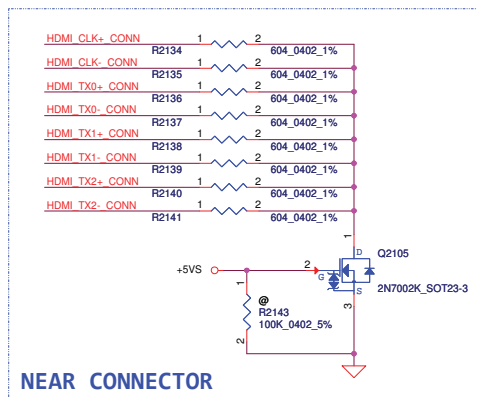 HDMI_CLK+_CONN 1 2
R2134 604_0402_1%
HDMI_CLK-_CONN 1 2
R2135 604_0402_1%
HDMI_TX0+_CONN 1 2
R2136 604_0402_1%
HDMI_TX0-_CONN 1 2
R2137 604_0402_1%
HDMI_TX1+_CONN 1 2
R2138 604_0402_1%
HDMI_TX1-_CONN 1 2
R2139 604_0402_1%
HDMI_TX2+_CONN 1 2
R2140 604_0402_1%
HDMI_TX2-_CONN 1 2
R2141 604_0402_1%
1
D Q2105
+5VS 2
G
S 2N7002K_SOT23-3
1 3
@
R2143
100K_0402_5%
2
NEAR CONNECTOR